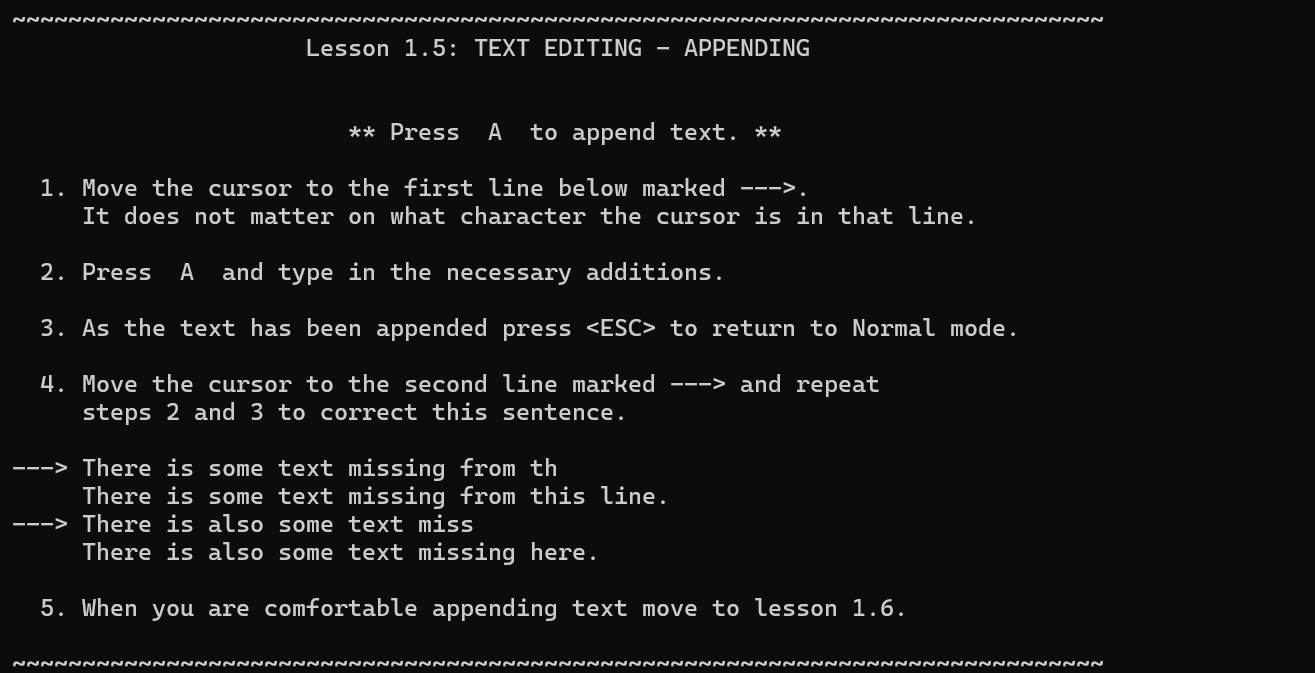 ~~~~~~~~~~~~~~~~~~~~~~~~~~~~~~~~~~~~~~~~~~~~~~~~~~~~~~~~~~~~~~~~~~~~~~~~~~~~~~
Lesson 1.5: TEXT EDITING - APPENDING
** Press  A  to append text. **
1. Move the cursor to the first line below marked --->.
It does not matter on what character the cursor is in that line.
2. Press  A  and type in the necessary additions.
3. As the text has been appended press <ESC> to return to Normal mode.
4. Move the cursor to the second line marked ---> and repeat
steps 2 and 3 to correct this sentence.
---> There is some text missing from th
There is some text missing from this line.
---> There is also some text miss
There is also some text missing here.
5. When you are comfortable appending text move to lesson 1.6.
~~~~~~~~~~~~~~~~~~~~~~~~~~~~~~~~~~~~~~~~~~~~~~~~~~~~~~~~~~~~~~~~~~~~~~~~~~~~~~